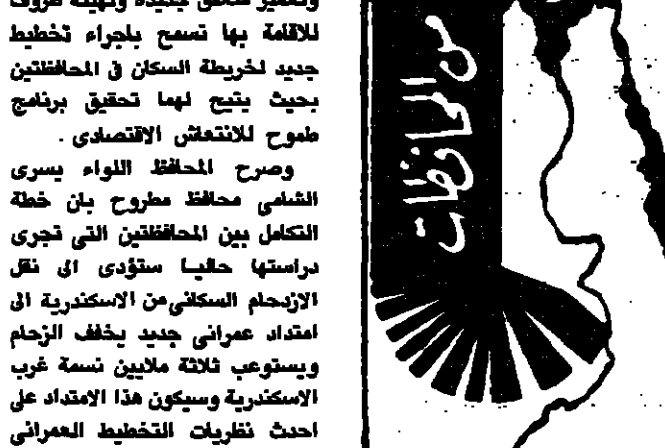 وتعمير مناطق جديدة وتهيئة ظروف
للاقامة بها تسمح باجراء تخطيط
جديد لخريطة السكان في المحافظتين
بحيث يتيح لهما تحقيق برنامج
طموح للانتعاش الاقتصادى .
وصرح المحافظ اللواء يسرى
الشامى محافظ مطروح بان خطة
التكامل بين المحافظتين التى تجرى
دراستها حاليا ستؤدى الى نقل
الازدحام السكانى من الاسكندرية الى
امتداد عمرانى جديد يخفف الزحام
ويستوعب ثلاثة ملايين نسمة غرب
الاسكندرية وسيكون هذا الامتداد على
احدث نظريات التخطيط العمرانى
من المحافظات